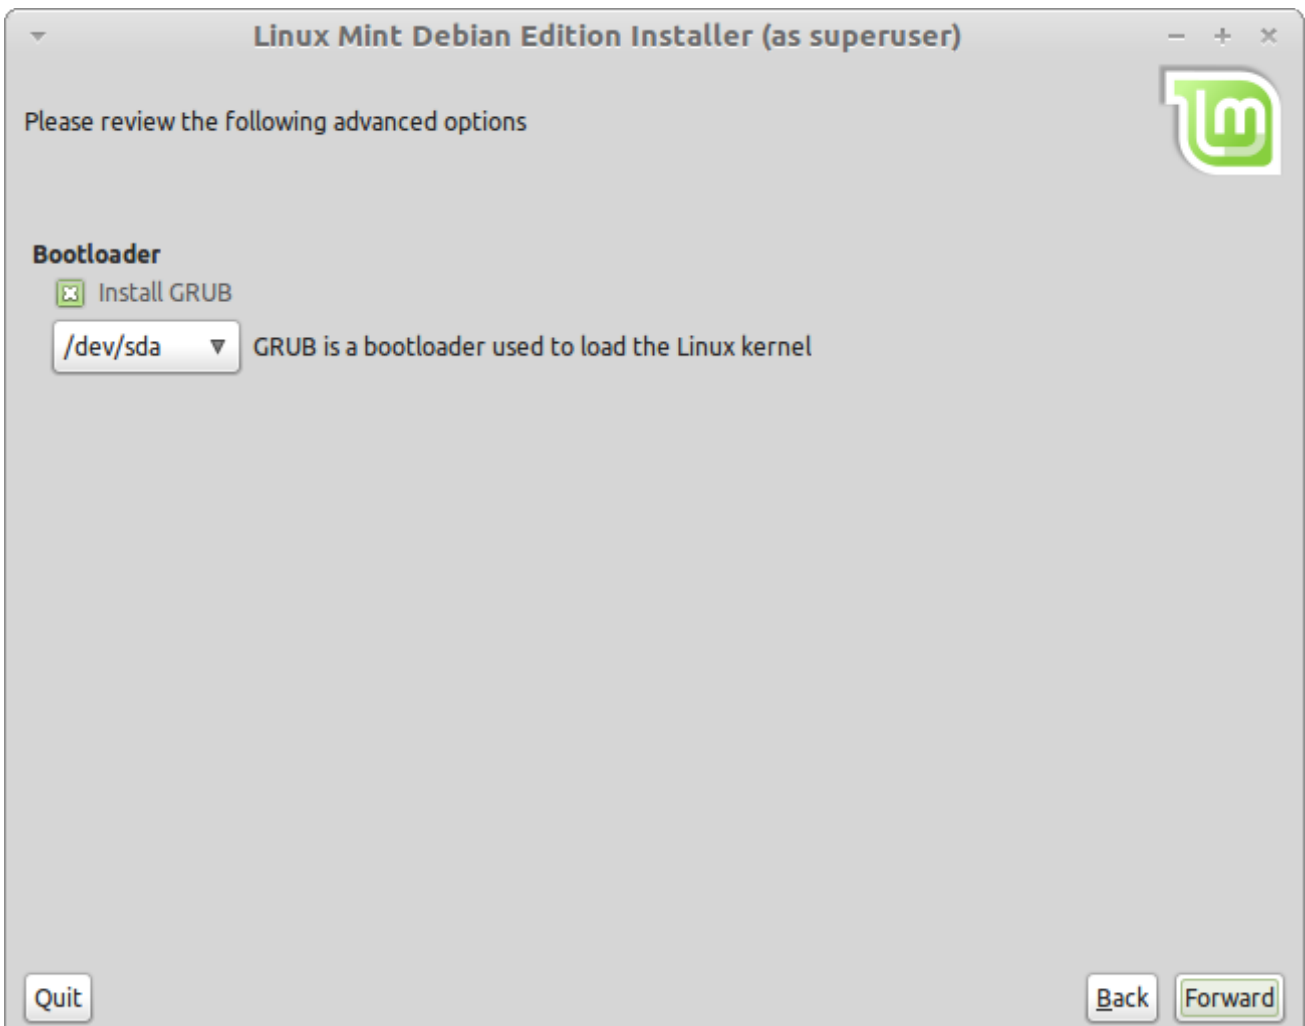 Linux Mint Debian Edition Installer (as superuser)
Please review the following advanced options
lm
Bootloader
Install GRUB
/dev/sda GRUB is a bootloader used to load the Linux kernel
Quit Back Forward